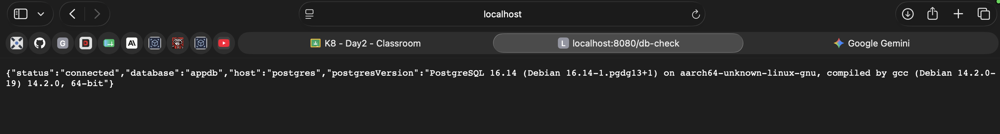 localhost
G
A\
K8 - Day2 - Classroom
L localhost:8080/db-check
Google Gemini
{"status":"connected","database":"appdb","host":"postgres","postgresVersion":"PostgreSQL 16.14 (Debian 16.14-1.pgdg13+1) on aarch64-unknown-linux-gnu, compiled by gcc (Debian 14.2.0-
19) 14.2.0, 64-bit"}